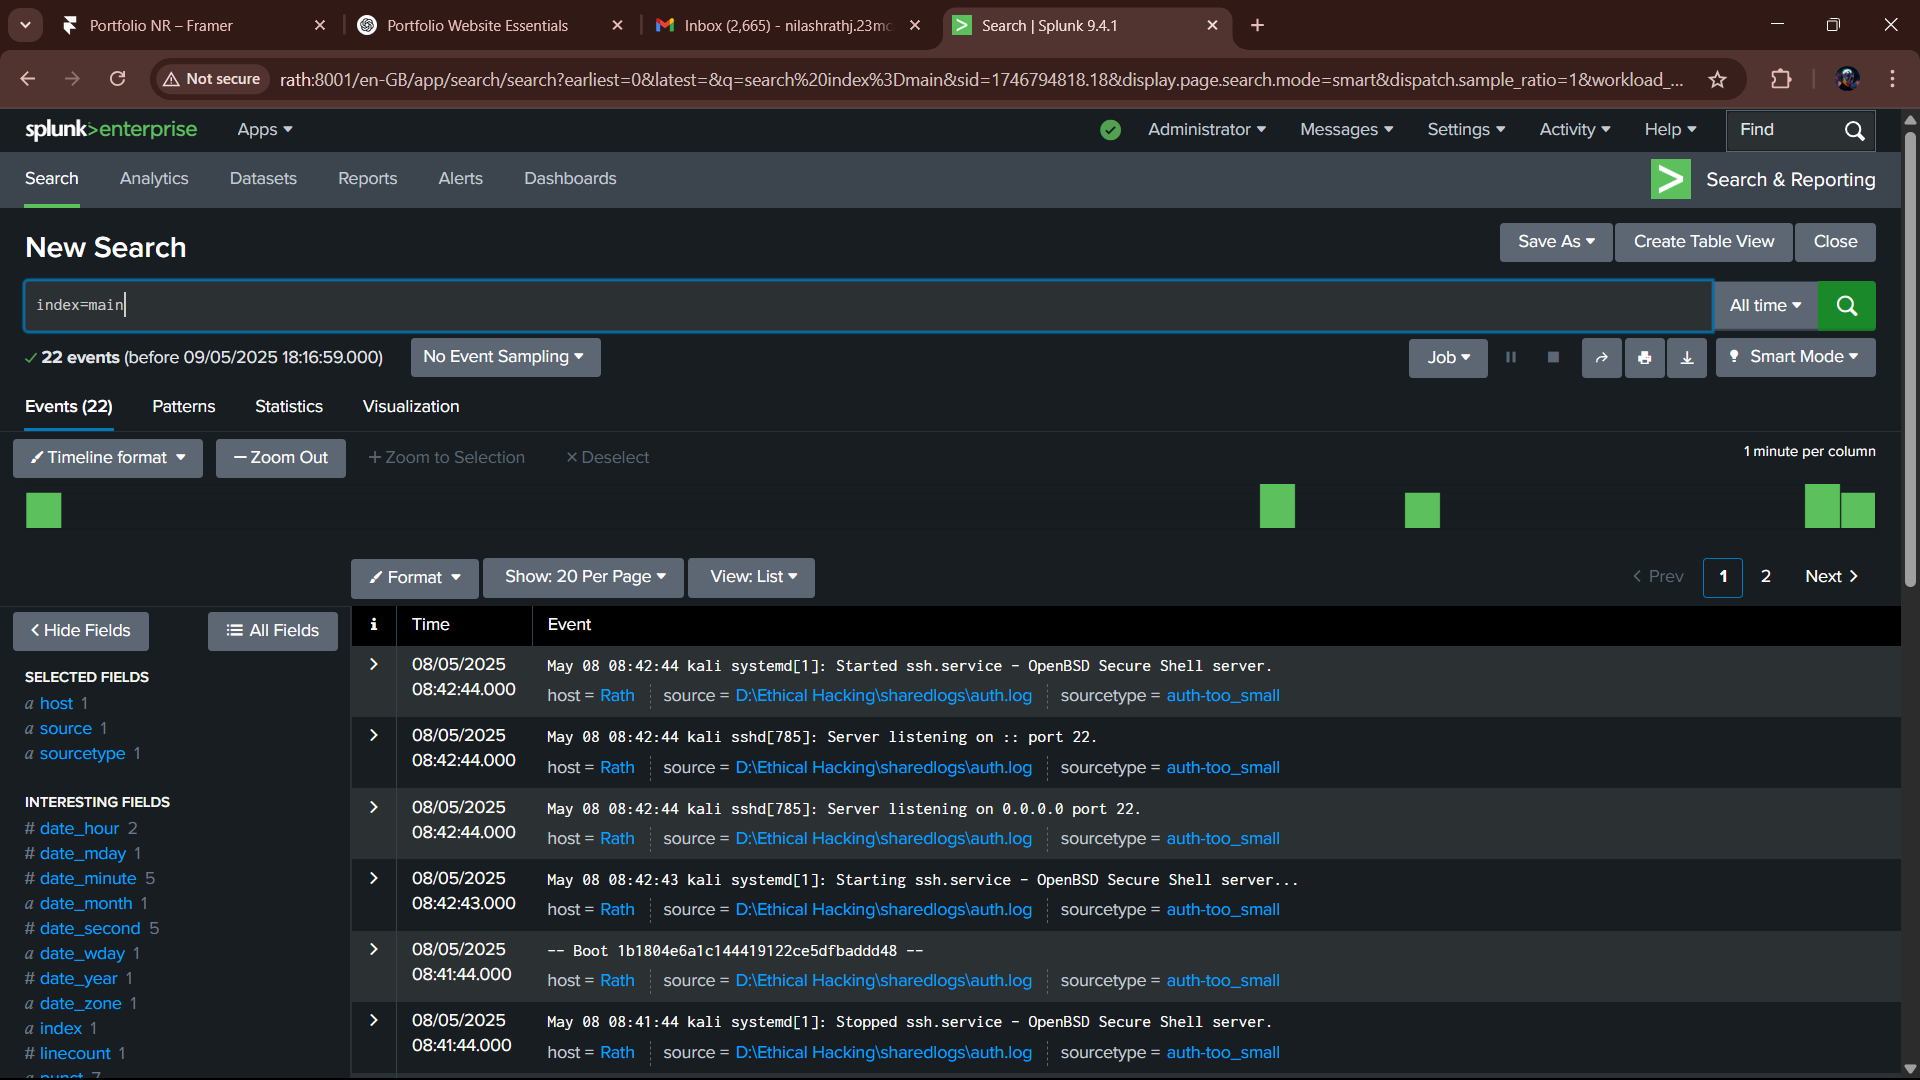 Portfolio NR – Framer
Portfolio Website Essentials
Inbox (2,665) - nilashrathj.23mc
Search | Splunk 9.4.1
Not secure
rath:8001/en-GB/app/search/search?earliest=0&latest=&q=search%20index%3Dmain&sid=1746794818.18&display.page.search.mode=smart&dispatch.sample_ratio=1&workload_...
splunk>enterprise
Apps
Administrator
Messages
Settings
Activity
Help
Find
Search
Analytics
Datasets
Reports
Alerts
Dashboards
Search & Reporting
New Search
Save As
Create Table View
Close
index=main
All time
22 events (before 09/05/2025 18:16:59.000)
No Event Sampling
Job
Smart Mode
Events (22)
Patterns
Statistics
Visualization
Timeline format
Zoom Out
+ Zoom to Selection
× Deselect
1 minute per column
Format
Show: 20 Per Page
View: List
Prev
1
2
Next
Hide Fields
All Fields
SELECTED FIELDS
a host 1
a source 1
a sourcetype 1
INTERESTING FIELDS
# date_hour 2
# date_mday 1
# date_minute 5
a date_month 1
# date_second 5
a date_wday 1
# date_year 1
a date_zone 1
a index 1
# linecount 1
a punct 7
i
Time
Event
08/05/2025
08:42:44.000
May 08 08:42:44 kali systemd[1]: Started ssh.service - OpenBSD Secure Shell server.
host = Rath source = D:\Ethical Hacking\sharedlogs\auth.log sourcetype = auth-too_small
08/05/2025
08:42:44.000
May 08 08:42:44 kali sshd[785]: Server listening on :: port 22.
host = Rath source = D:\Ethical Hacking\sharedlogs\auth.log sourcetype = auth-too_small
08/05/2025
08:42:44.000
May 08 08:42:44 kali sshd[785]: Server listening on 0.0.0.0 port 22.
host = Rath source = D:\Ethical Hacking\sharedlogs\auth.log sourcetype = auth-too_small
08/05/2025
08:42:43.000
May 08 08:42:43 kali systemd[1]: Starting ssh.service - OpenBSD Secure Shell server...
host = Rath source = D:\Ethical Hacking\sharedlogs\auth.log sourcetype = auth-too_small
08/05/2025
08:41:44.000
-- Boot 1b1804e6a1c144419122ce5dfbaddd48 --
host = Rath source = D:\Ethical Hacking\sharedlogs\auth.log sourcetype = auth-too_small
08/05/2025
08:41:44.000
May 08 08:41:44 kali systemd[1]: Stopped ssh.service - OpenBSD Secure Shell server.
host = Rath source = D:\Ethical Hacking\sharedlogs\auth.log sourcetype = auth-too_small